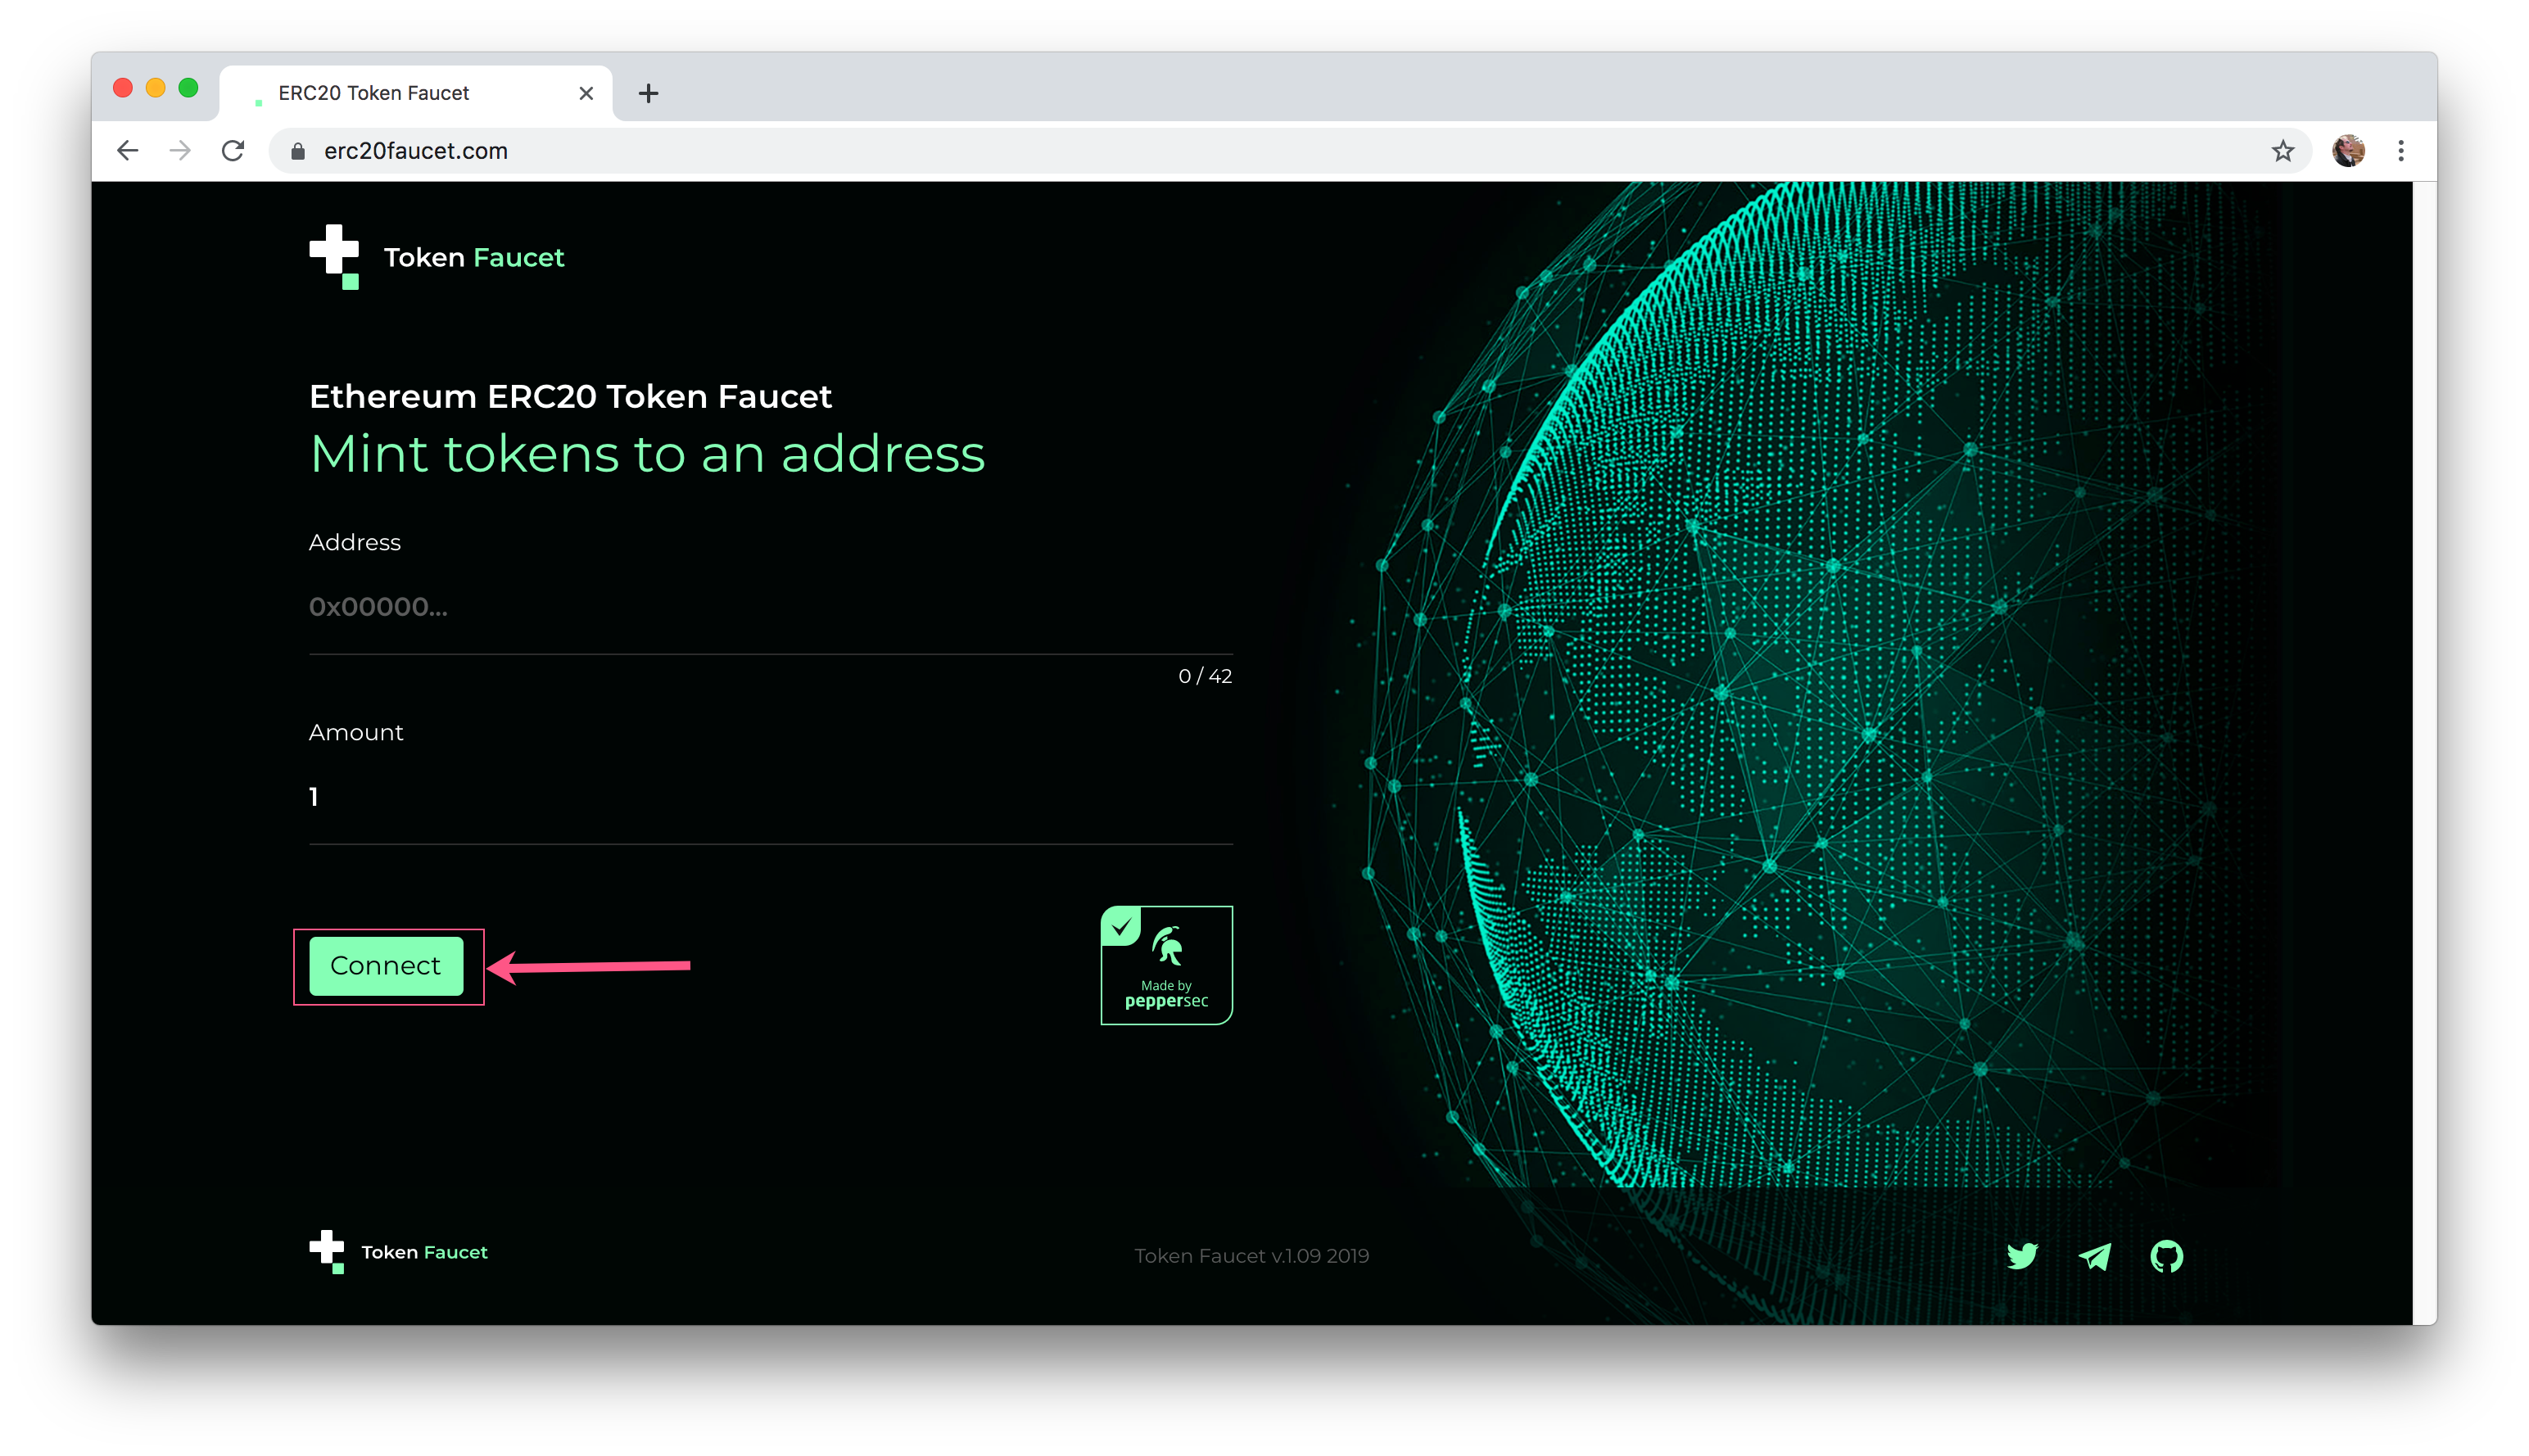 ERC20 Token Faucet
erc20faucet.com
Token Faucet
Ethereum ERC20 Token Faucet
Mint tokens to an address
Address
0x00000...
0 / 42
Amount
1
Connect
Made by
peppersec
Token Faucet
Token Faucet v.1.09 2019